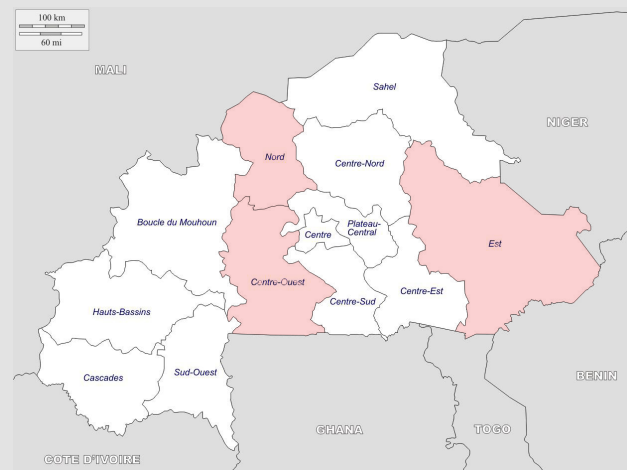 100 km
60 mi
MALI
Sahel
NIGER
Nord
Centre-Nord
Boucle du Mouhoun
Centre
Plateau-
Central
Est
Centre-Ouest
Centre-Sud
Centre-Est
Hauts-Bassins
Cascades
Sud-Ouest
BENIN
GHANA
TOGO
COTE D'IVOIRE